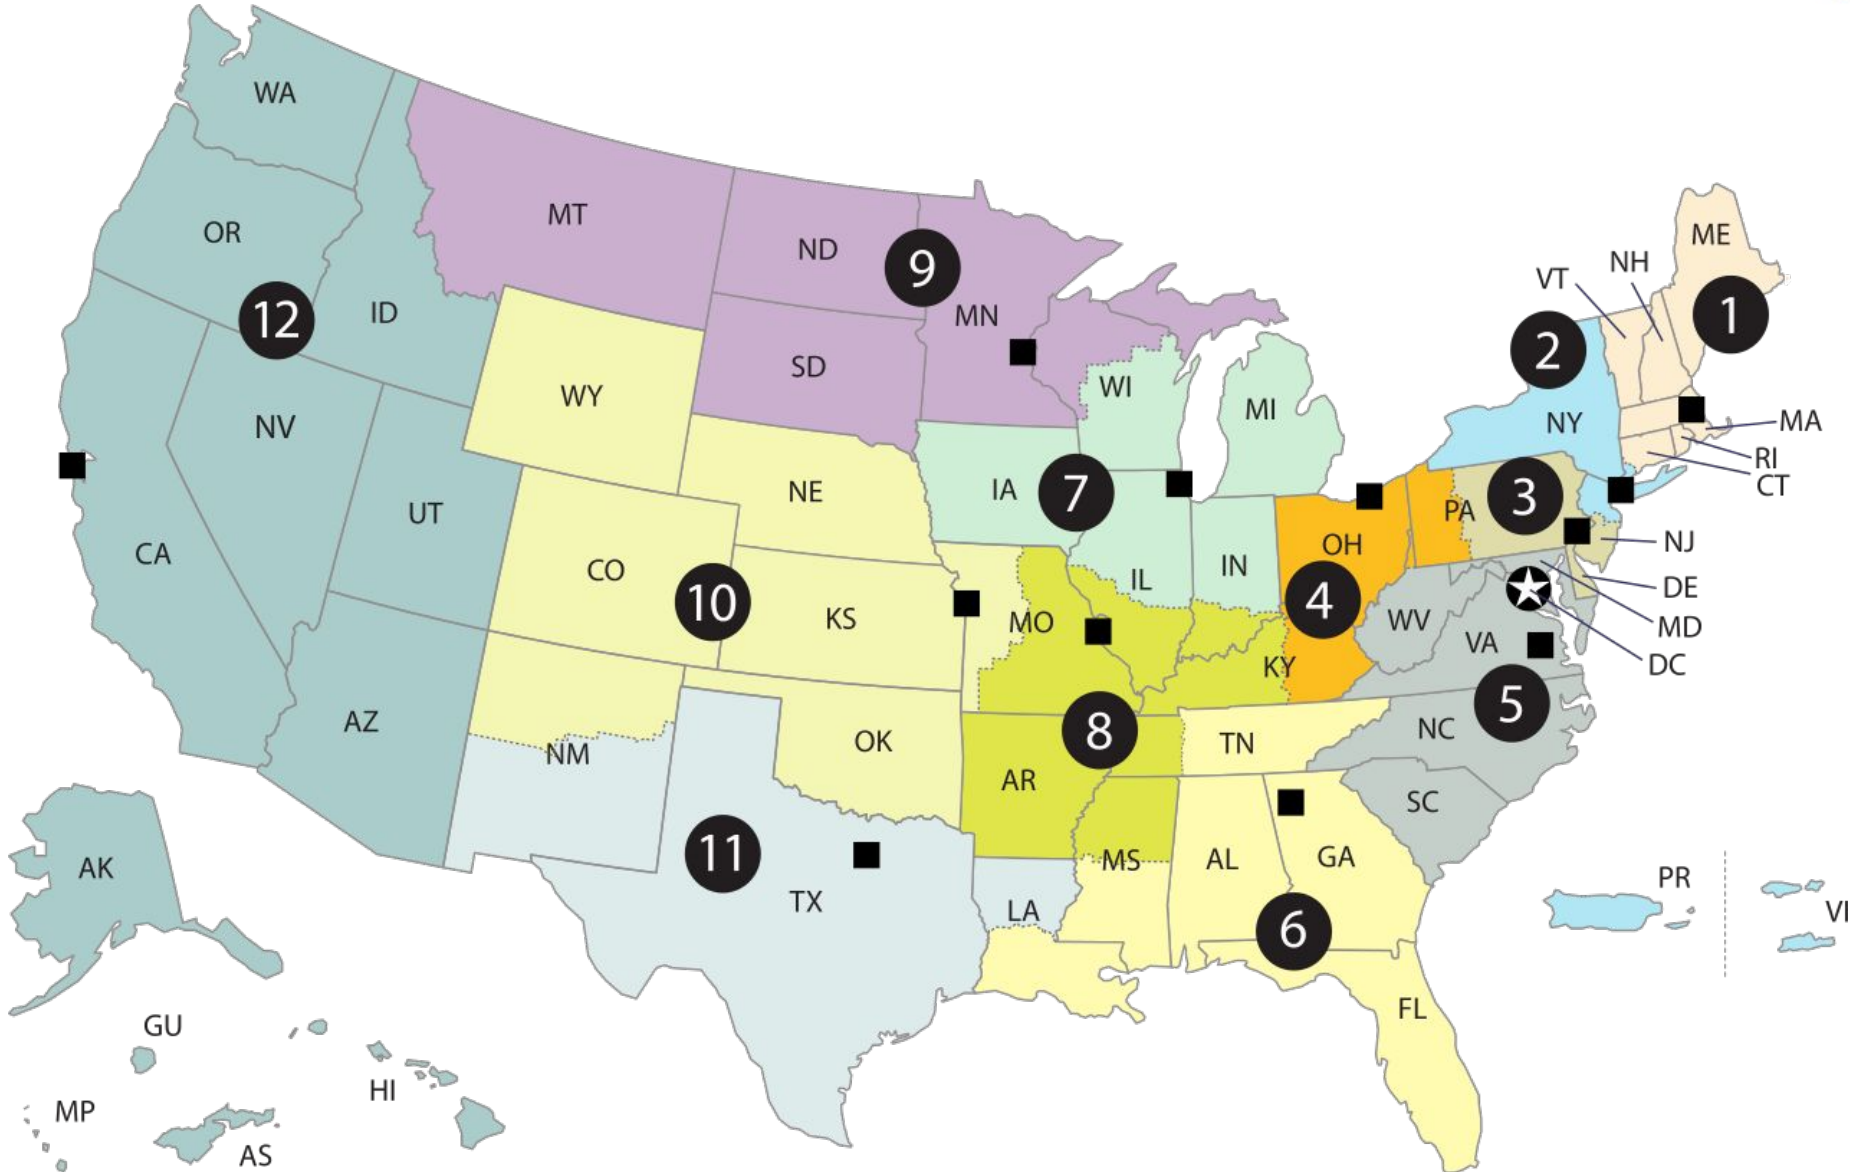 WA
MT
ND
ME
OR
9
NH
VT
12
ID
MN
1
2
SD
WI
WY
MI
NV
NY
MA
RI
CT
NE
IA
7
3
PA
UT
NJ
CA
OH
CO
IN
IL
DE
10
4
KS
MO
WV
MD
VA
DC
KY
5
AZ
NC
8
TN
OK
NM
AR
SC
11
MS
AL
GA
AK
PR
TX
LA
VI
6
FL
GU
HI
MP
AS